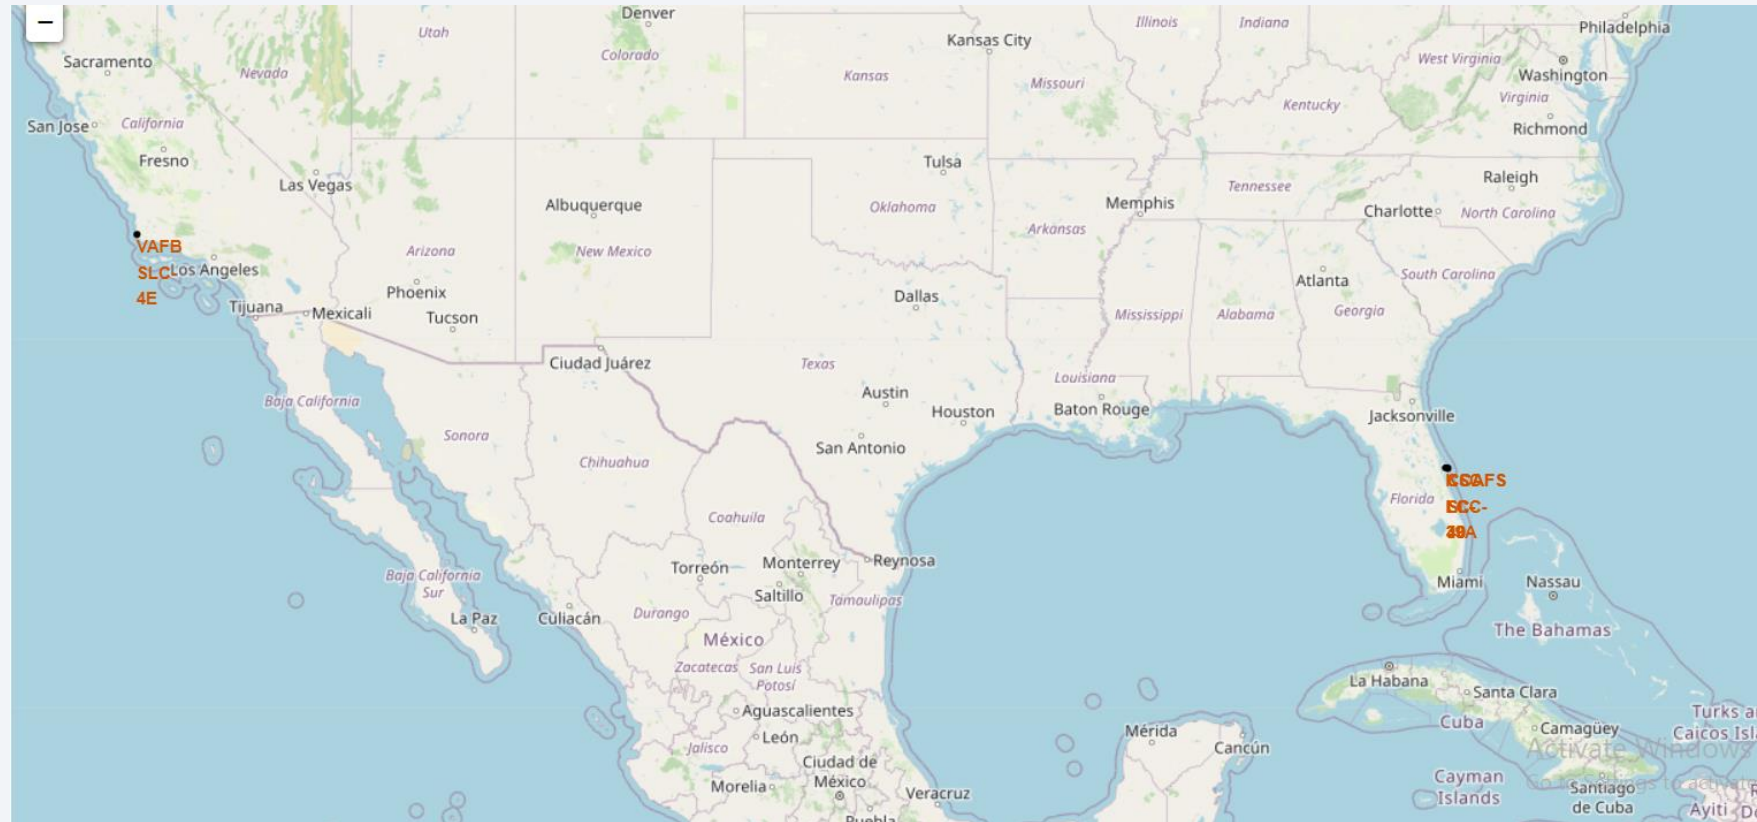 −
Denver
Utah
Illinois
Indiana
Philadelphia
Kansas City
Sacramento
Colorado
West Virginia
Nevada
Kansas
Missouri
Washington
Virginia
Kentucky
San Jose
California
Richmond
Fresno
Tulsa
Las Vegas
Raleigh
Tennessee
Albuquerque
Oklahoma
Memphis
Charlotte
North Carolina
Arkansas
VAFB
SLC-
4E
Arizona
New Mexico
Los Angeles
Atlanta
South Carolina
Phoenix
Dallas
Tijuana
Mexicali
Tucson
Mississippi
Alabama
Georgia
Ciudad Juárez
Texas
Louisiana
Austin
Baja California
Houston
Baton Rouge
Jacksonville
Sonora
San Antonio
Chihuahua
Florida
Coahuila
Torreón
Monterrey
Reynosa
Baja California
Sur
Saltillo
Tamaulipas
Miami
Nassau
La Paz
Culiacán
Durango
México
The Bahamas
Zacatecas
San Luis
Potosí
La Habana
Santa Clara
Aguascalientes
Cuba
Camagüey
León
Mérida
Cancún
Jalisco
Ciudad de
México
Activate Windows
Cayman
Islands
Morelia
Veracruz
Santiago
de Cuba
Ayiti